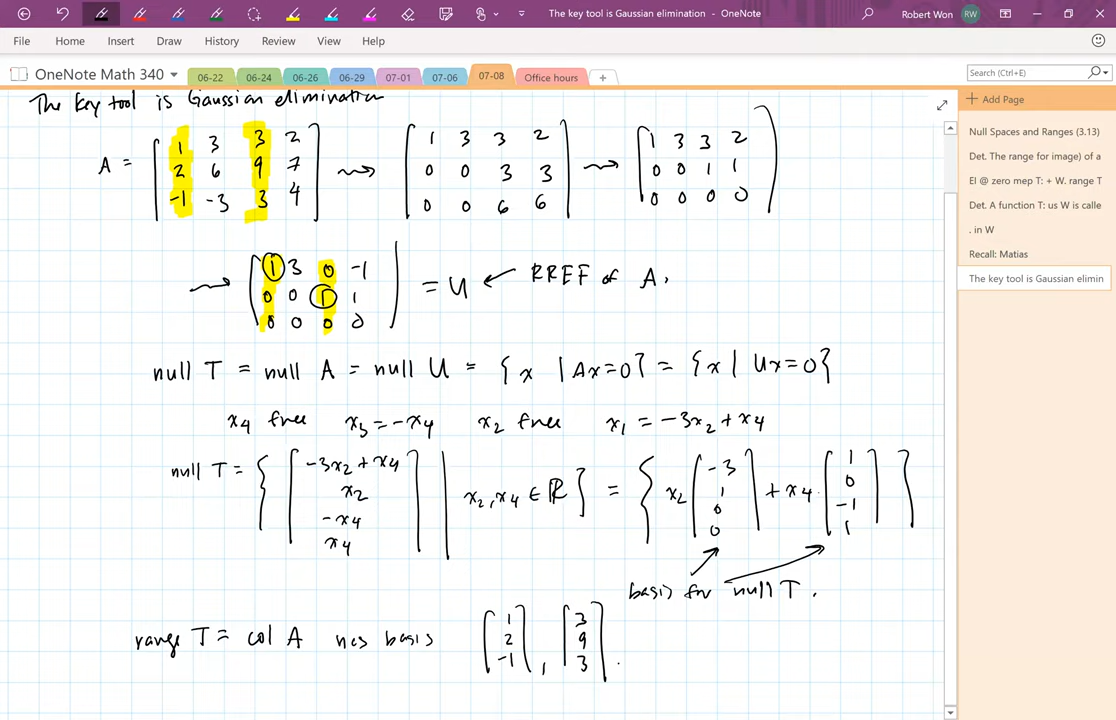 The key tool is Gaussian elimination - OneNote
Robert Won RW
File Home Insert Draw History Review View Help
OneNote Math 340
06-22 06-24 06-26 06-29 07-01 07-06 07-08 Office hours +
Search (Ctrl+E)
+ Add Page
Null Spaces and Ranges (3.13)
Det. The range for image) of a
El @ zero mep T: + W. range T
Det. A function T: us W is calle
. in W
Recall: Matias
The key tool is Gaussian elimin
The key tool is Gaussian elimination
A = [ 1 3 3 2 ⇝ [ 1 3 3 2 ⇝ [ 1 3 3 2
2 6 9 7 0 0 3 3 0 0 1 1
-1 -3 3 4 ] 0 0 6 6 ] 0 0 0 0 ]
⇝ [ 1 3 0 -1
0 0 1 1 = U ← RREF of A.
0 0 0 0 ]
null T = null A = null U = { x | Ax=0 } = { x | Ux=0 }
x4 free x3 = -x4 x2 free x1 = -3x2 + x4
null T = { [ -3x2 + x4
x2
-x4
x4 ] | x2, x4 ∈ ℝ } = { x2 [ -3
1
0
0 ] + x4 [ 1
0
-1
1 ] }
basis for null T.
range T = col A has basis [ 1
2
-1 ] , [ 3
9
3 ] .